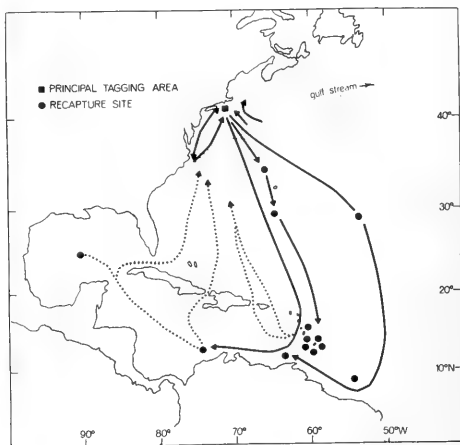 ■ PRINCIPAL TAGGING AREA
● RECAPTURE SITE
gulf stream
40°
30°
20°
10°N
90°
80°
70°
60°
50°W